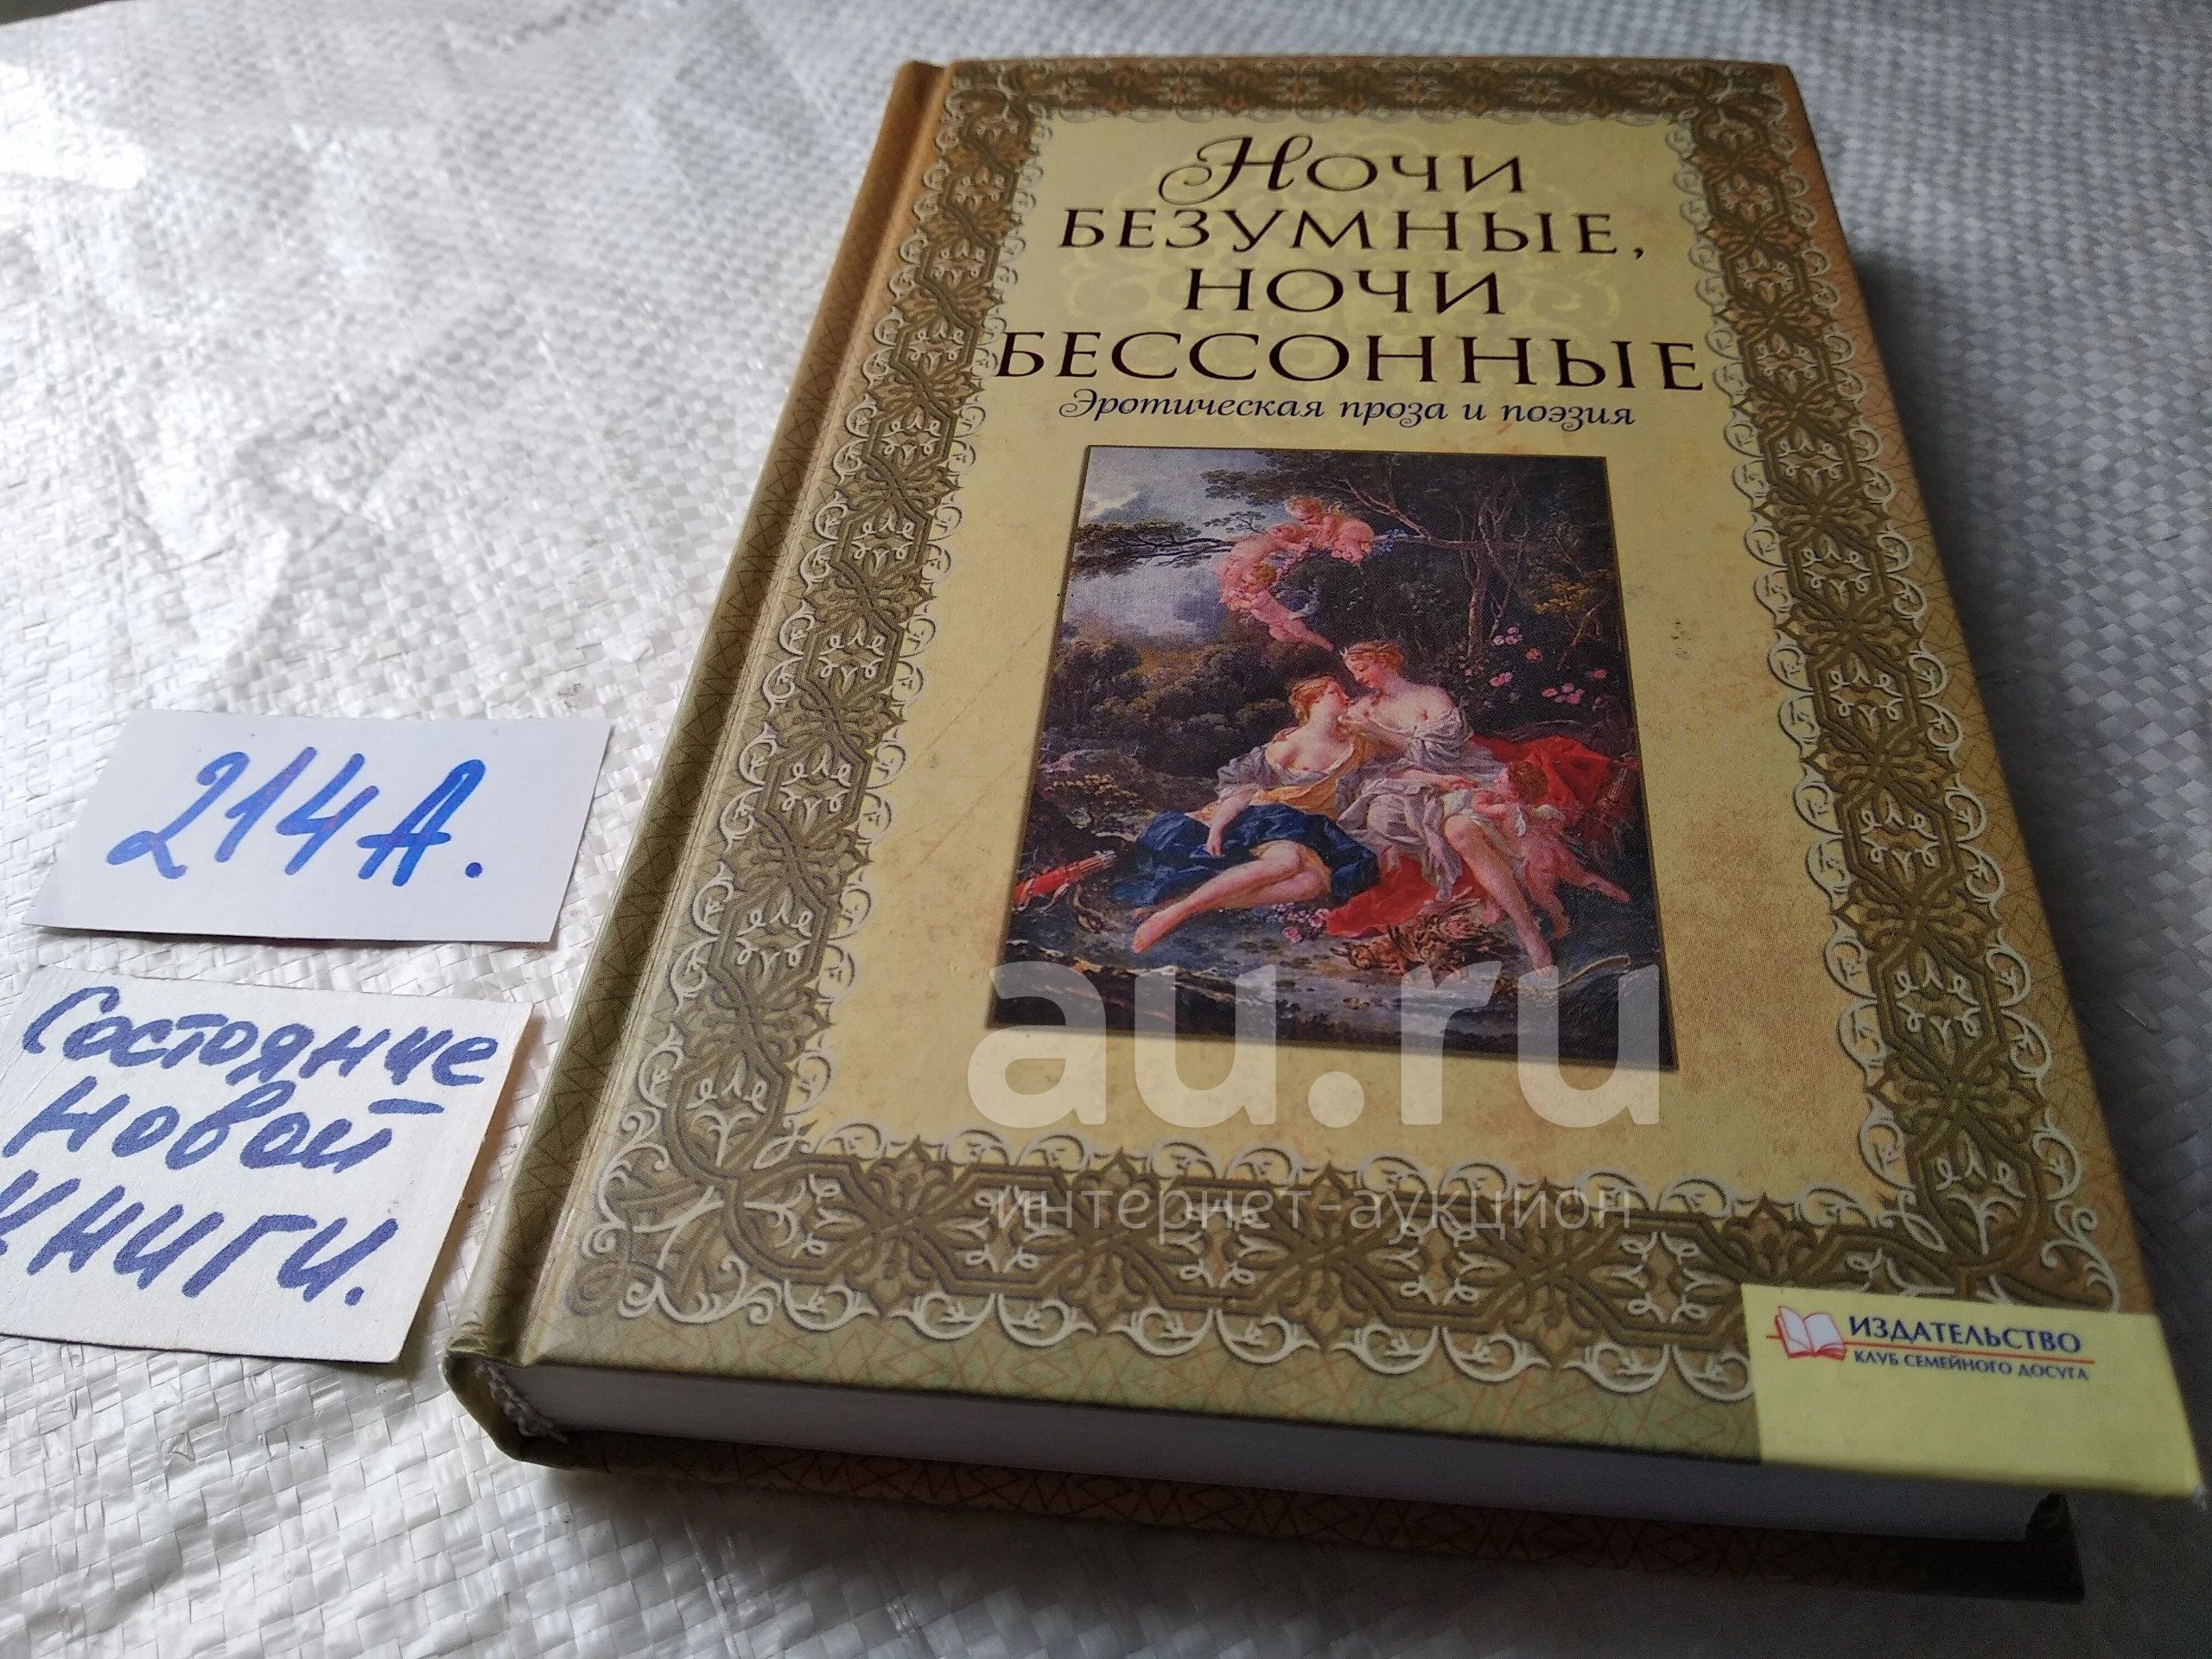 Ночи
безумные,
ночи
бессонные
Эротическая проза и поэзия
214А.
Состояние
новой
книги.
au.ru
интернет-аукцион
ИЗДАТЕЛЬСТВО
КЛУБ СЕМЕЙНОГО ДОСУГА